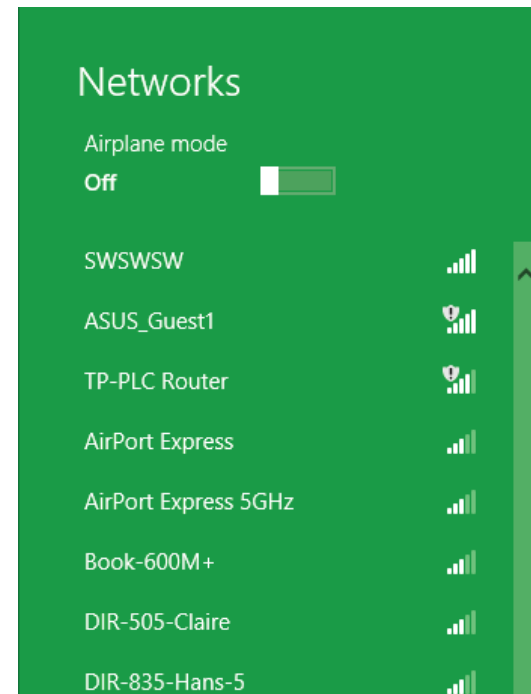 Networks
Airplane mode
Off
SWSWSW
ASUS_Guest1
TP-PLC Router
AirPort Express
AirPort Express 5GHz
Book-600M+
DIR-505-Claire
DIR-835-Hans-5